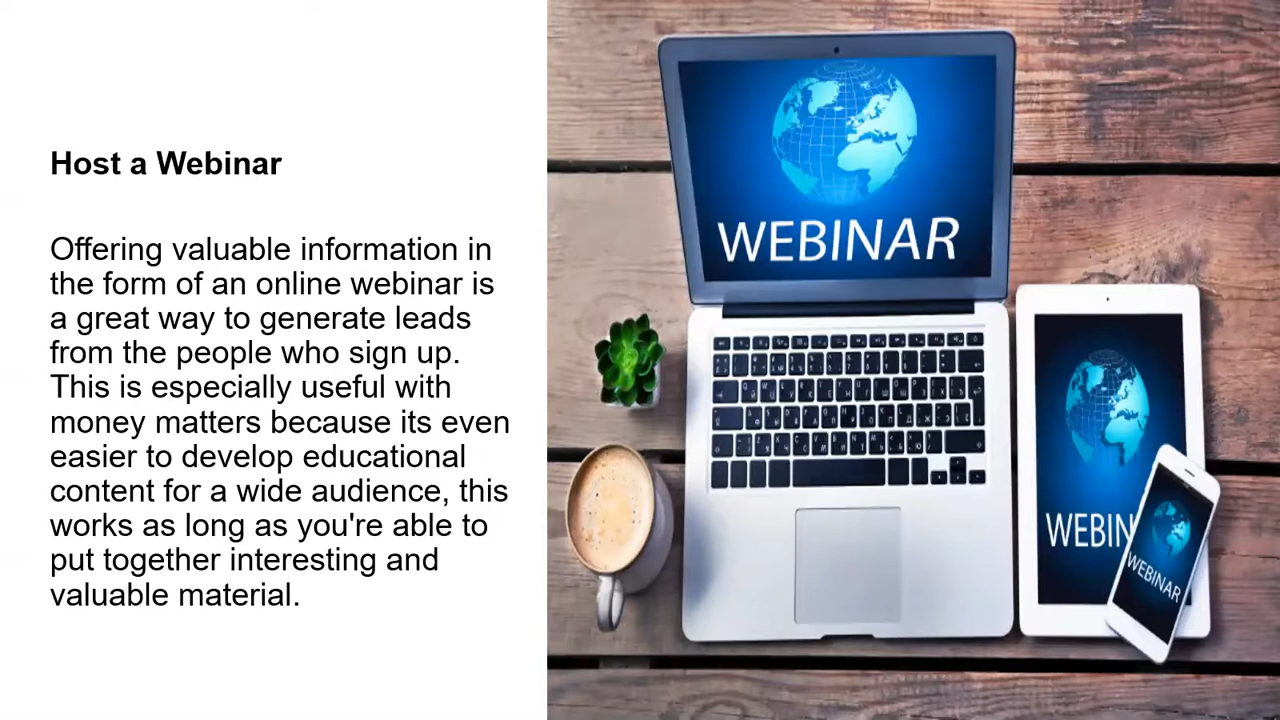 Host a Webinar
Offering valuable information in
the form of an online webinar is
a great way to generate leads
from the people who sign up.
This is especially useful with
money matters because its even
easier to develop educational
content for a wide audience, this
works as long as you're able to
put together interesting and
valuable material.
WEBINAR
WEBIN
WEBINAR